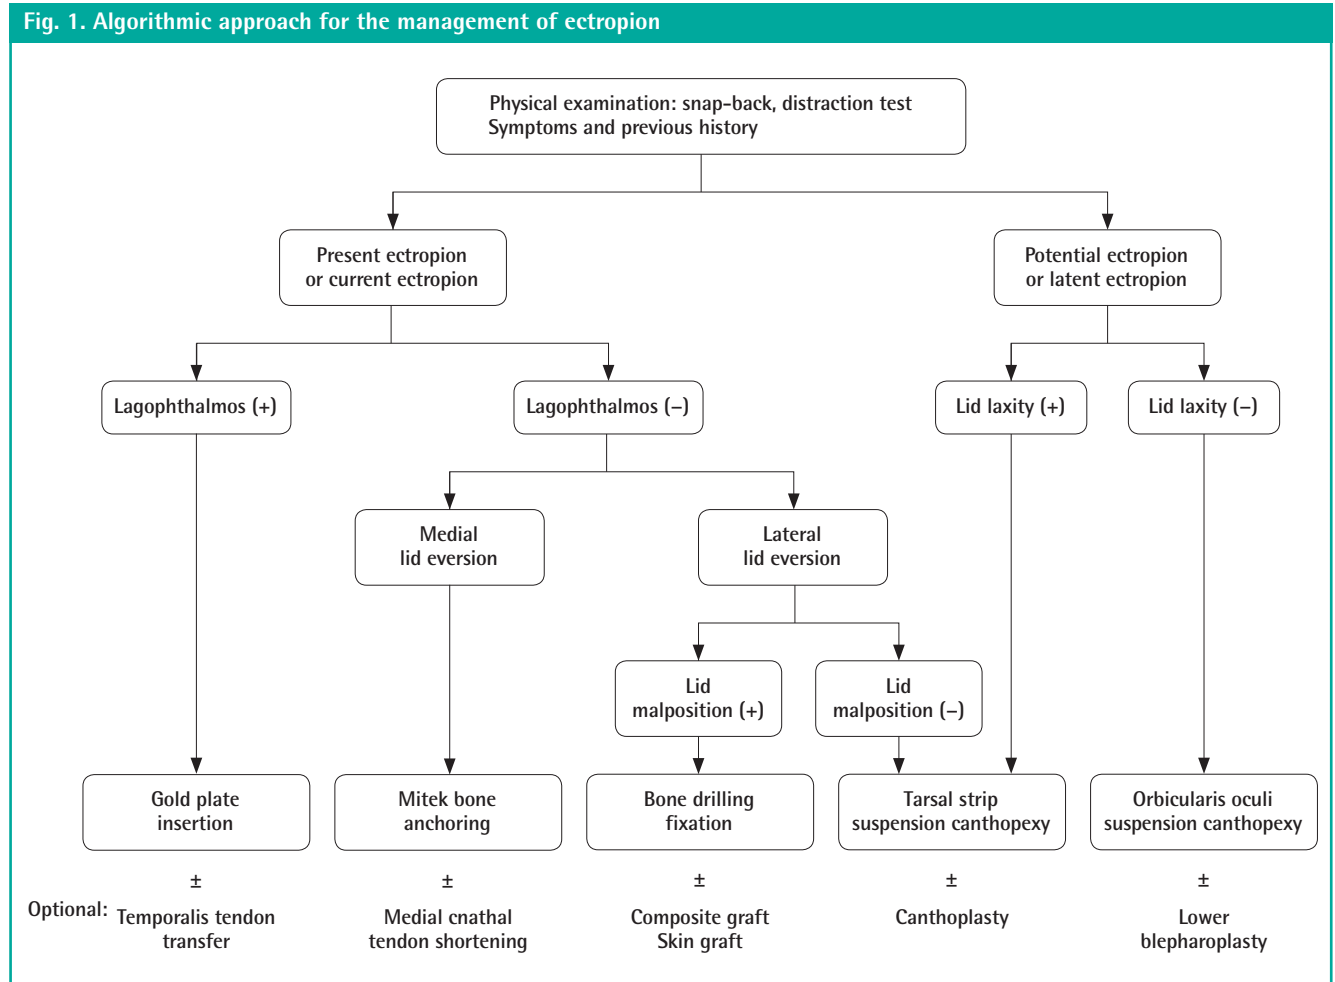 Fig. 1. Algorithmic approach for the management of ectropion
Physical examination: snap-back, distraction test
Symptoms and previous history
Present ectropion
or current ectropion
Potential ectropion
or latent ectropion
Lagophthalmos (+)
Lagophthalmos (–)
Lid laxity (+)
Lid laxity (–)
Medial
lid eversion
Lateral
lid eversion
Lid
malposition (+)
Lid
malposition (–)
Gold plate
insertion
Mitek bone
anchoring
Bone drilling
fixation
Tarsal strip
suspension canthopexy
Orbicularis oculi
suspension canthopexy
±
±
±
±
±
Optional:
Temporalis tendon
transfer
Medial cnathal
tendon shortening
Composite graft
Skin graft
Canthoplasty
Lower
blepharoplasty